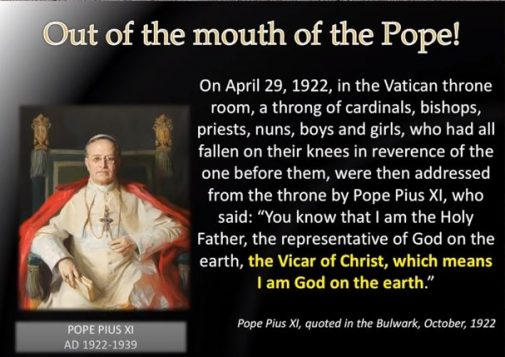 Out of the mouth of the Pope!
On April 29, 1922, in the Vatican throne
room, a throng of cardinals, bishops,
priests, nuns, boys and girls, who had all
fallen on their knees in reverence of the
one before them, were then addressed
from the throne by Pope Pius XI, who
said: “You know that I am the Holy
Father, the representative of God on the
earth, the Vicar of Christ, which means
I am God on the earth.”
Pope Pius XI, quoted in the Bulwark, October, 1922
POPE PIUS XI
AD 1922-1939